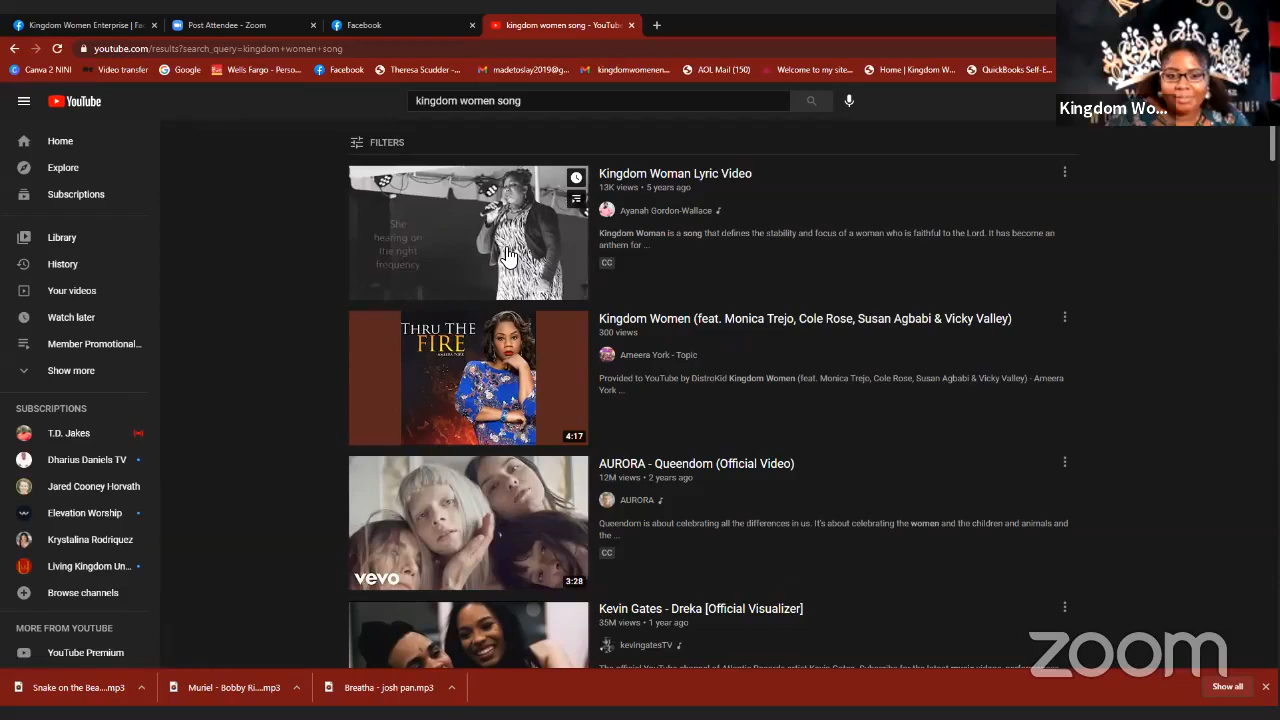 Kingdom Women Enterprise | Fac
Post Attendee - Zoom
Facebook
kingdom women song - YouTube
youtube.com/results?search_query=kingdom+women+song
Canva 2 NINI
Video transfer
Google
Wells Fargo - Perso...
Facebook
Theresa Scudder -...
madetoslay2019@g...
kingdomwomenen...
AOL Mail (150)
Welcome to my site...
Home | Kingdom W...
QuickBooks Self-E...
KINGDOM
Kingdom Wo...
YouTube
kingdom women song
Home
Explore
Subscriptions
Library
History
Your videos
Watch later
Member Promotional...
Show more
SUBSCRIPTIONS
T.D. Jakes
Dharius Daniels TV
Jared Cooney Horvath
Elevation Worship
Krystalina Rodriquez
Living Kingdom Un...
Browse channels
MORE FROM YOUTUBE
YouTube Premium
FILTERS
She
hearing on
the right
frequency
Kingdom Woman Lyric Video
13K views • 5 years ago
Ayanah Gordon-Wallace
Kingdom Woman is a song that defines the stability and focus of a woman who is faithful to the Lord. It has become an
anthem for ...
CC
THRU THE
FIRE
AMEERA YORK
4:17
Kingdom Women (feat. Monica Trejo, Cole Rose, Susan Agbabi & Vicky Valley)
300 views
Ameera York - Topic
Provided to YouTube by DistroKid Kingdom Women (feat. Monica Trejo, Cole Rose, Susan Agbabi & Vicky Valley) · Ameera
York ...
vevo
3:28
AURORA - Queendom (Official Video)
12M views • 2 years ago
AURORA
Queendom is about celebrating all the differences in us. It's about celebrating the women and the children and animals and
the ...
CC
Kevin Gates - Dreka [Official Visualizer]
35M views • 1 year ago
kevingatesTV
zoom
Snake on the Bea....mp3
Muriel - Bobby Ri....mp3
Breatha - josh pan.mp3
Show all